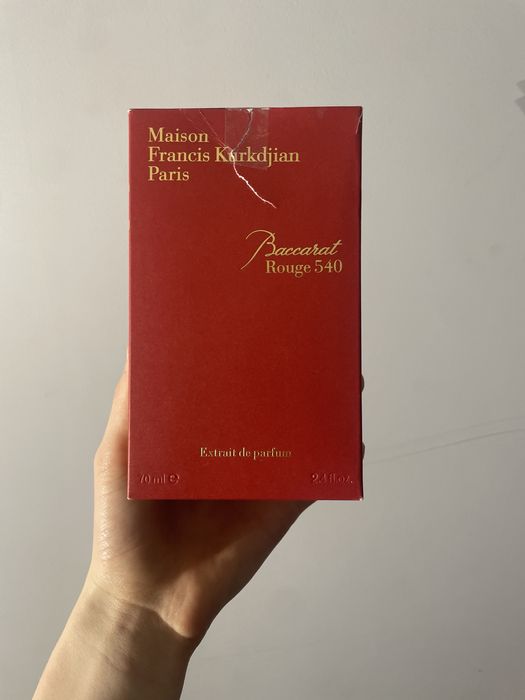 Maison
Francis Kurkdjian
Paris
Baccarat
Rouge 540
Extrait de parfum
70 ml ℮ 2.4 fl.oz.